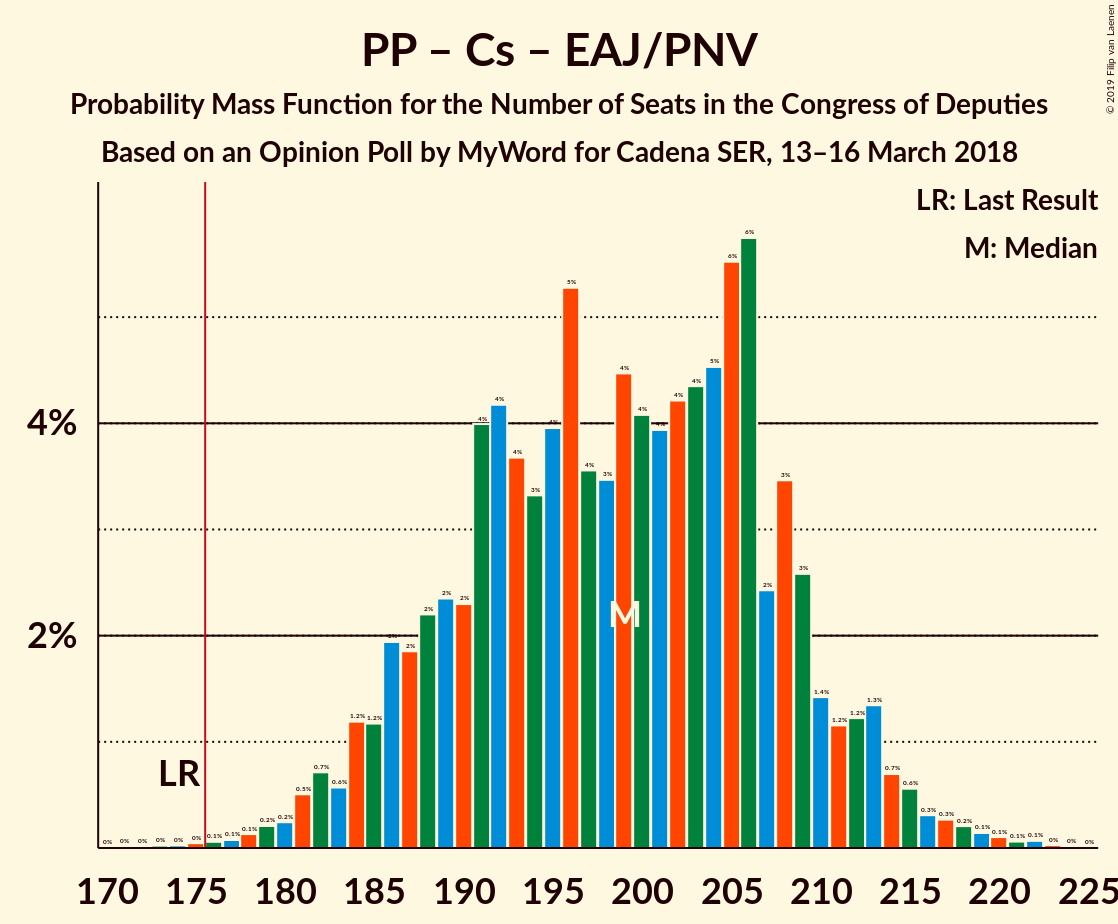 PP – Cs – EAJ/PNV
Probability Mass Function for the Number of Seats in the Congress of Deputies
Based on an Opinion Poll by MyWord for Cadena SER, 13–16 March 2018
© 2019 Filip van Laenen
LR: Last Result
M: Median
4%
2%
LR
M
0% 0% 0% 0% 0% 0% 0.1% 0.1% 0.1% 0.2% 0.2% 0.5% 0.7% 0.6% 1.2% 1.2% 2% 2% 2% 2% 2% 4% 4% 4% 3% 4% 5% 4% 3% 4% 4% 4% 4% 4% 5% 6% 6% 2% 3% 3% 1.4% 1.2% 1.2% 1.3% 0.7% 0.6% 0.3% 0.3% 0.2% 0.1% 0.1% 0.1% 0.1% 0% 0% 0%
170 175 180 185 190 195 200 205 210 215 220 225